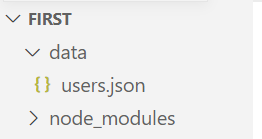 FIRST
data
{} users.json
node_modules